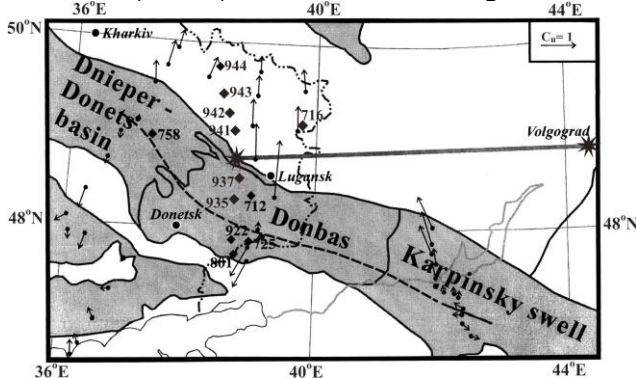 36°E
40°E
44°E
50°N
Kharkiv
Cu= 1
Dnieper -
Donets
basin
944
943
942
941
716
758
Volgograd
937
Lugansk
935
712
48°N
48°N
Donetsk
Donbas
922
725
801
Karpinsky swell
36°E
40°E
44°E